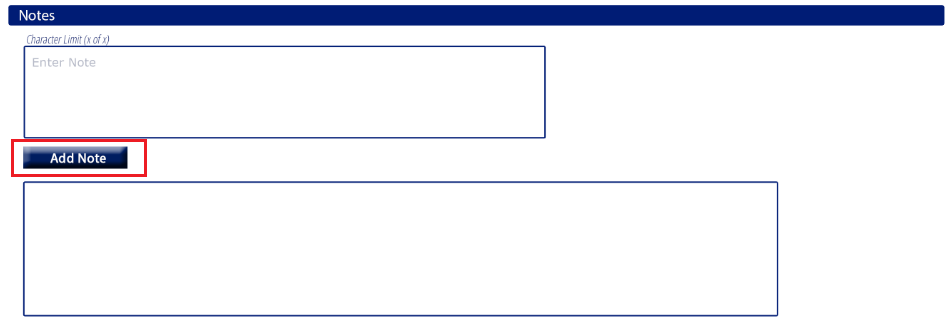 Notes
Character Limit (x of x)
Enter Note
Add Note